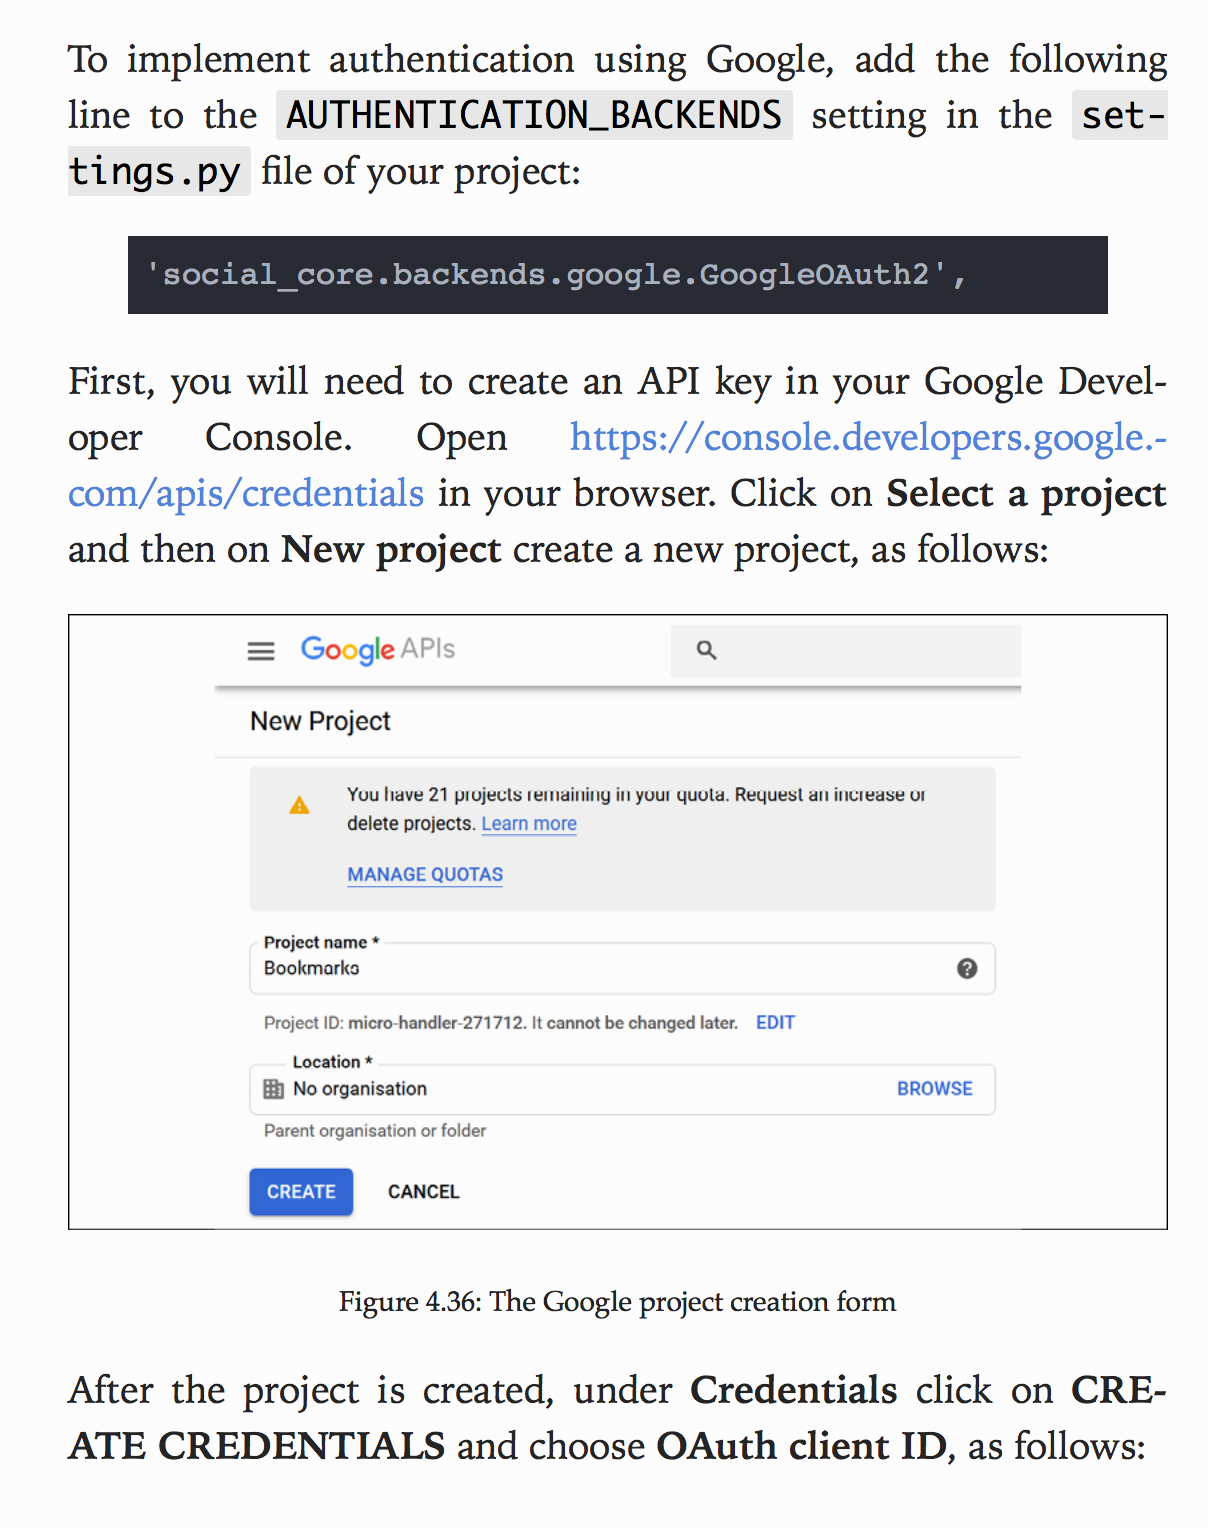 To implement authentication using Google, add the following
line to the AUTHENTICATION_BACKENDS setting in the set-
tings.py file of your project:
'social_core.backends.google.GoogleOAuth2',
First, you will need to create an API key in your Google Devel-
oper Console. Open https://console.developers.google.-
com/apis/credentials in your browser. Click on Select a project
and then on New project create a new project, as follows:
Google APIs
New Project
You have 21 projects remaining in your quota. Request an increase or
delete projects. Learn more
MANAGE QUOTAS
Project name *
Bookmarks
Project ID: micro-handler-271712. It cannot be changed later. EDIT
Location *
No organisation BROWSE
Parent organisation or folder
CREATE CANCEL
Figure 4.36: The Google project creation form
After the project is created, under Credentials click on CRE-
ATE CREDENTIALS and choose OAuth client ID, as follows: